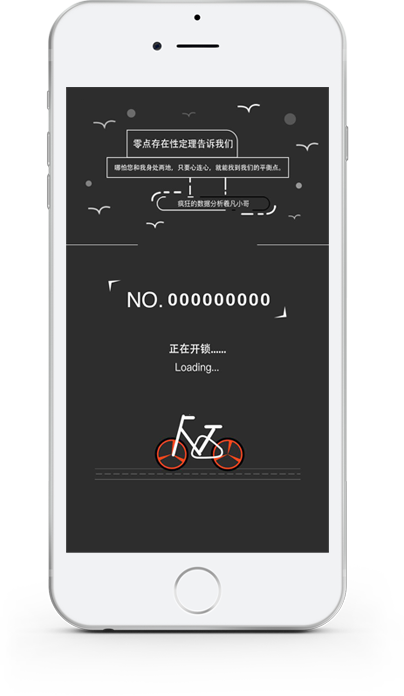 零点存在性定理告诉我们
哪怕您和我身处两地，只要心连心，就能找到我们的平衡点。
疯狂的数据分析羲凡小哥
NO. 000000000
正在开锁......
Loading...